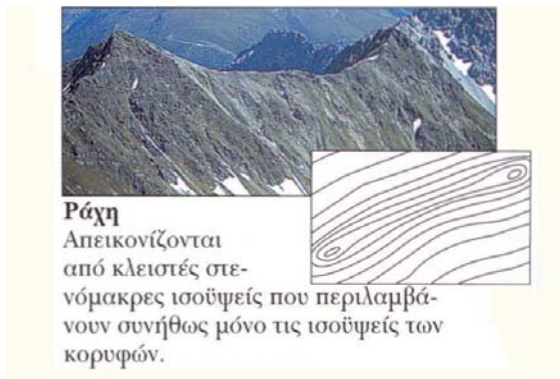 Ράχη
Απεικονίζονται
από κλειστές στε-
νόμακρες ισοϋψείς που περιλαμβά-
νουν συνήθως μόνο τις ισοϋψείς των
κορυφών.